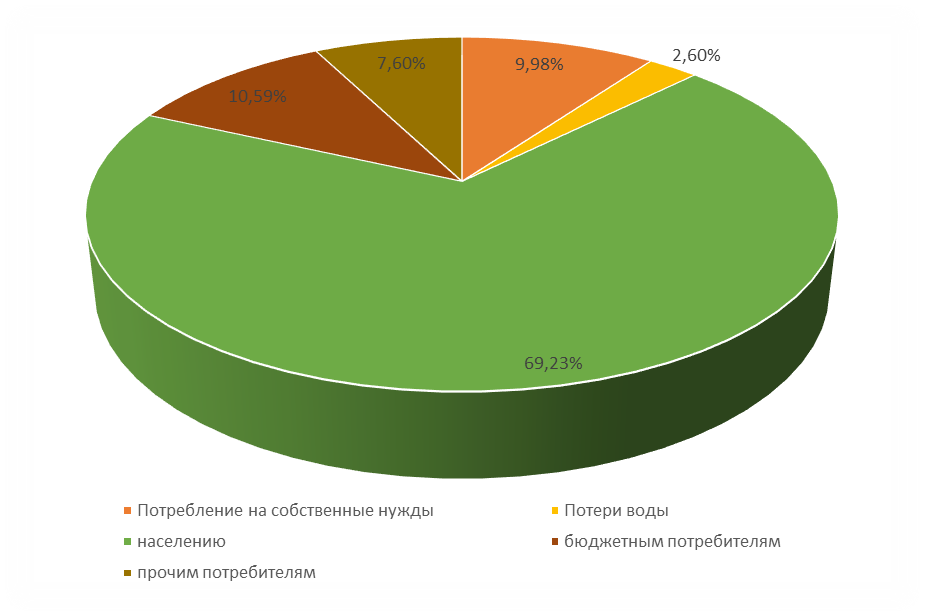 7,60%
9,98%
2,60%
10,59%
69,23%
Потребление на собственные нужды
Потери воды
населению
бюджетным потребителям
прочим потребителям